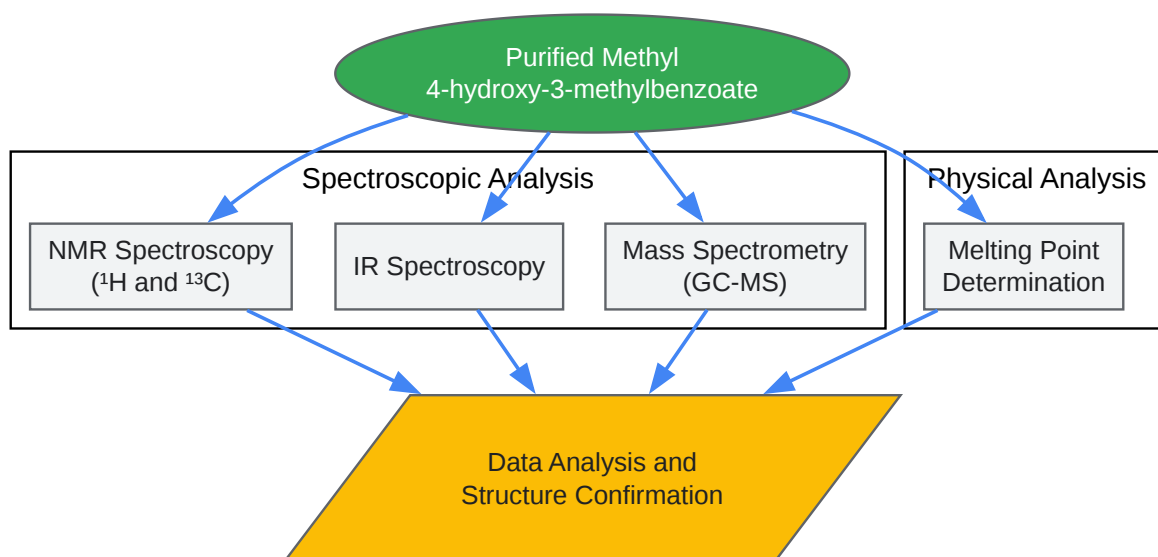 Purified Methyl
4-hydroxy-3-methylbenzoate
Spectroscopic Analysis
Physical Analysis
NMR Spectroscopy
(¹H and ¹³C)
IR Spectroscopy
Mass Spectrometry
(GC-MS)
Melting Point
Determination
Data Analysis and
Structure Confirmation